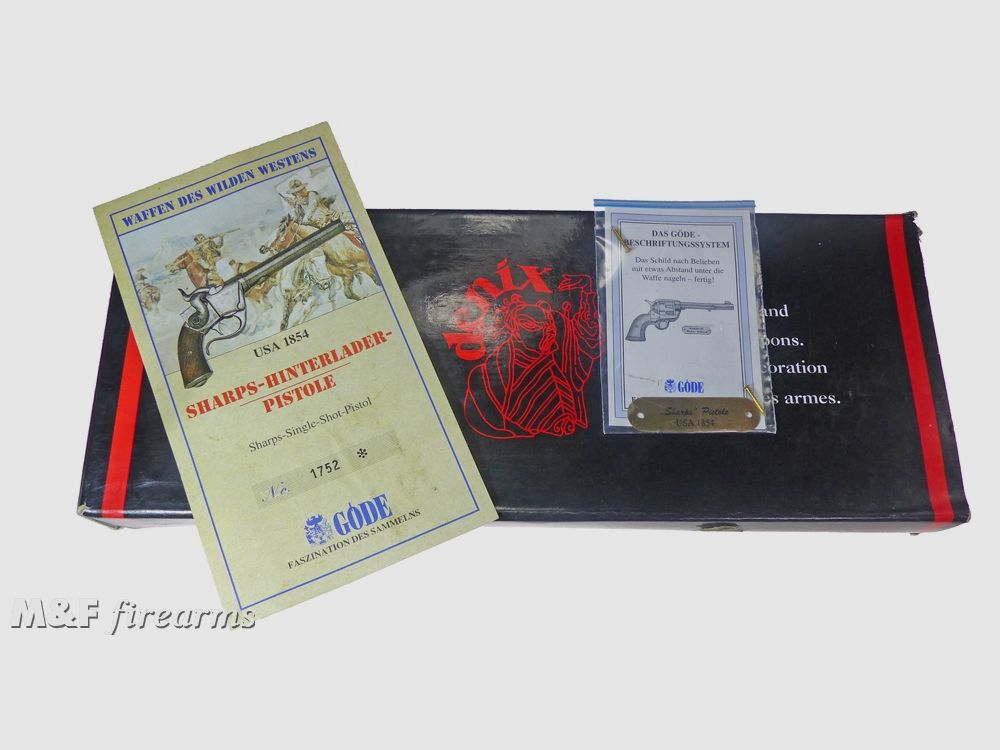 WAFFEN DES WILDEN WESTENS
USA 1854
SHARPS-HINTERLADER-
PISTOLE
Sharps-Single-Shot-Pistol
No. 1752 *
GÖDE
FASZINATION DES SAMMELNS
denix
DAS GÖDE -
BESCHRIFTUNGSSYSTEM
Das Schild nach Belieben
mit etwas Abstand unter die
Waffe nageln – fertig!
GÖDE
„Sharps" Pistole
USA 1854
and
pons.
coration
es armes.
M&F firearms